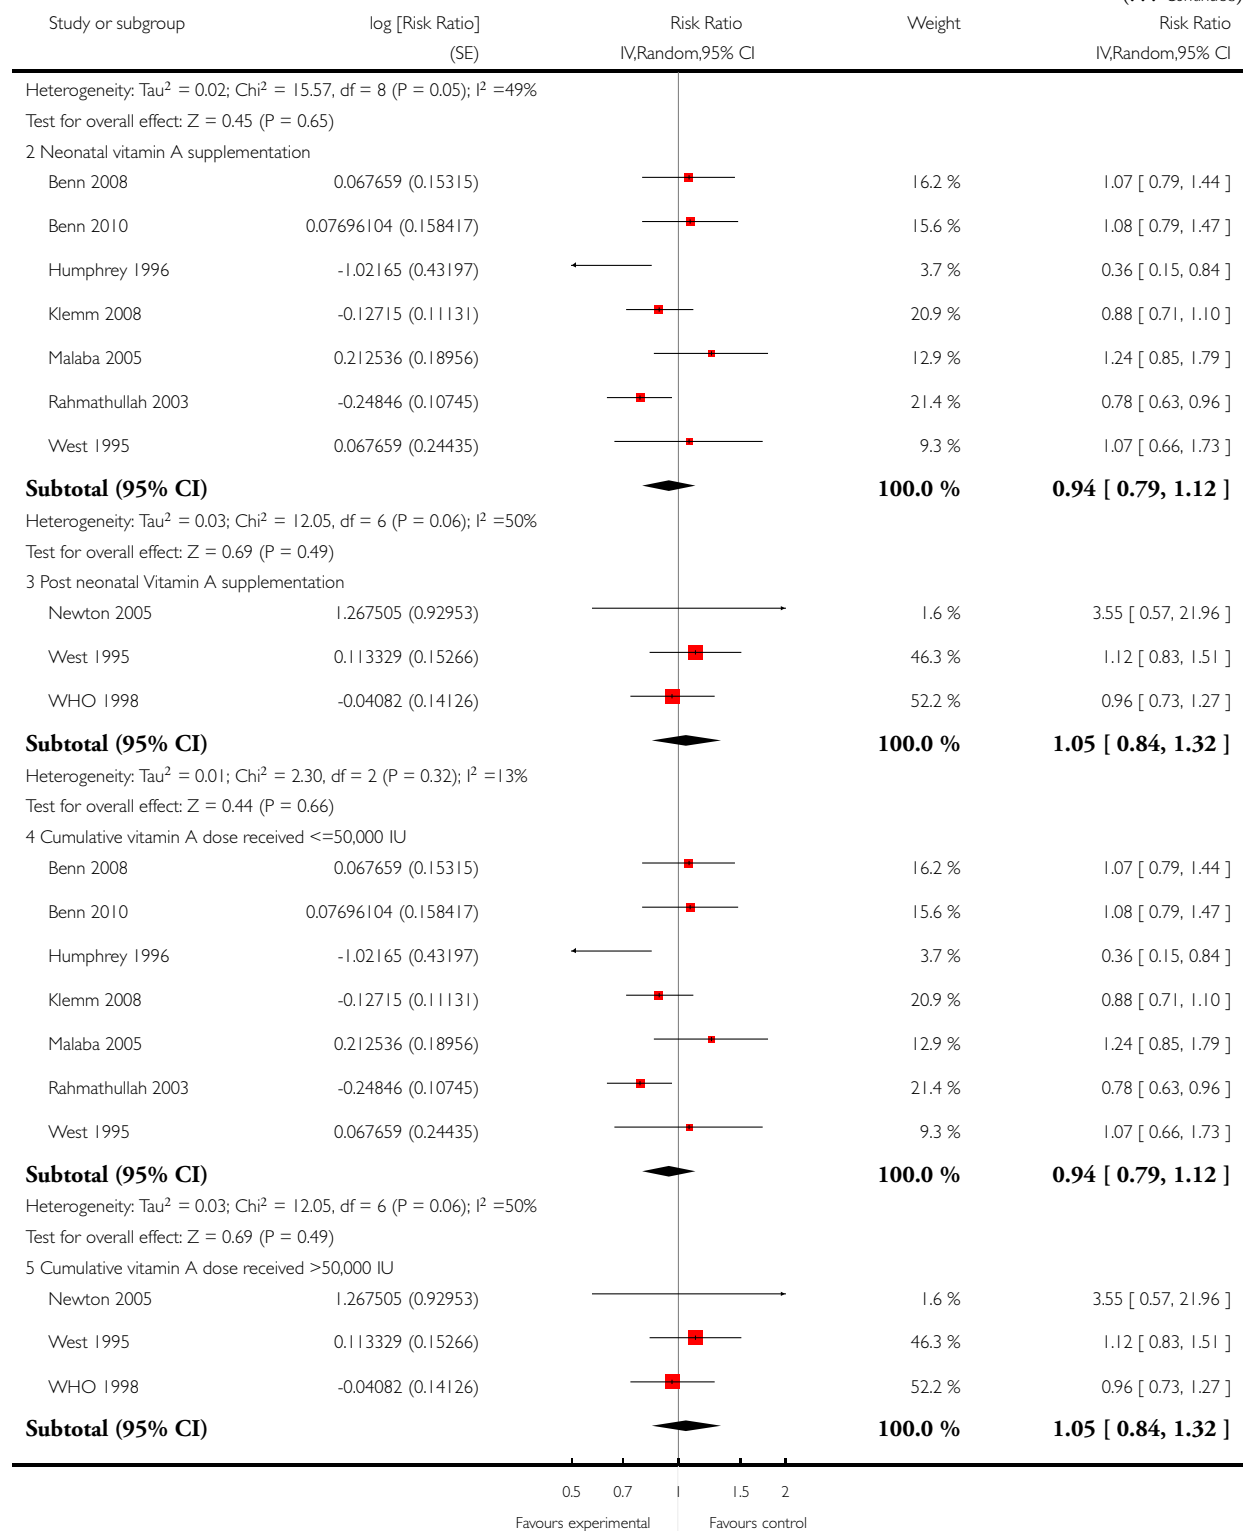 Study or subgroup log [Risk Ratio] Risk Ratio Weight Risk Ratio
(SE) IV,Random,95% CI IV,Random,95% CI
Heterogeneity: Tau² = 0.02; Chi² = 15.57, df = 8 (P = 0.05); I² =49%
Test for overall effect: Z = 0.45 (P = 0.65)
2 Neonatal vitamin A supplementation
Benn 2008 0.067659 (0.15315) 16.2 % 1.07 [ 0.79, 1.44 ]
Benn 2010 0.07696104 (0.158417) 15.6 % 1.08 [ 0.79, 1.47 ]
Humphrey 1996 -1.02165 (0.43197) 3.7 % 0.36 [ 0.15, 0.84 ]
Klemm 2008 -0.12715 (0.11131) 20.9 % 0.88 [ 0.71, 1.10 ]
Malaba 2005 0.212536 (0.18956) 12.9 % 1.24 [ 0.85, 1.79 ]
Rahmathullah 2003 -0.24846 (0.10745) 21.4 % 0.78 [ 0.63, 0.96 ]
West 1995 0.067659 (0.24435) 9.3 % 1.07 [ 0.66, 1.73 ]
Subtotal (95% CI) 100.0 % 0.94 [ 0.79, 1.12 ]
Heterogeneity: Tau² = 0.03; Chi² = 12.05, df = 6 (P = 0.06); I² =50%
Test for overall effect: Z = 0.69 (P = 0.49)
3 Post neonatal Vitamin A supplementation
Newton 2005 1.267505 (0.92953) 1.6 % 3.55 [ 0.57, 21.96 ]
West 1995 0.113329 (0.15266) 46.3 % 1.12 [ 0.83, 1.51 ]
WHO 1998 -0.04082 (0.14126) 52.2 % 0.96 [ 0.73, 1.27 ]
Subtotal (95% CI) 100.0 % 1.05 [ 0.84, 1.32 ]
Heterogeneity: Tau² = 0.01; Chi² = 2.30, df = 2 (P = 0.32); I² =13%
Test for overall effect: Z = 0.44 (P = 0.66)
4 Cumulative vitamin A dose received <=50,000 IU
Benn 2008 0.067659 (0.15315) 16.2 % 1.07 [ 0.79, 1.44 ]
Benn 2010 0.07696104 (0.158417) 15.6 % 1.08 [ 0.79, 1.47 ]
Humphrey 1996 -1.02165 (0.43197) 3.7 % 0.36 [ 0.15, 0.84 ]
Klemm 2008 -0.12715 (0.11131) 20.9 % 0.88 [ 0.71, 1.10 ]
Malaba 2005 0.212536 (0.18956) 12.9 % 1.24 [ 0.85, 1.79 ]
Rahmathullah 2003 -0.24846 (0.10745) 21.4 % 0.78 [ 0.63, 0.96 ]
West 1995 0.067659 (0.24435) 9.3 % 1.07 [ 0.66, 1.73 ]
Subtotal (95% CI) 100.0 % 0.94 [ 0.79, 1.12 ]
Heterogeneity: Tau² = 0.03; Chi² = 12.05, df = 6 (P = 0.06); I² =50%
Test for overall effect: Z = 0.69 (P = 0.49)
5 Cumulative vitamin A dose received >50,000 IU
Newton 2005 1.267505 (0.92953) 1.6 % 3.55 [ 0.57, 21.96 ]
West 1995 0.113329 (0.15266) 46.3 % 1.12 [ 0.83, 1.51 ]
WHO 1998 -0.04082 (0.14126) 52.2 % 0.96 [ 0.73, 1.27 ]
Subtotal (95% CI) 100.0 % 1.05 [ 0.84, 1.32 ]
0.5 0.7 1 1.5 2
Favours experimental Favours control